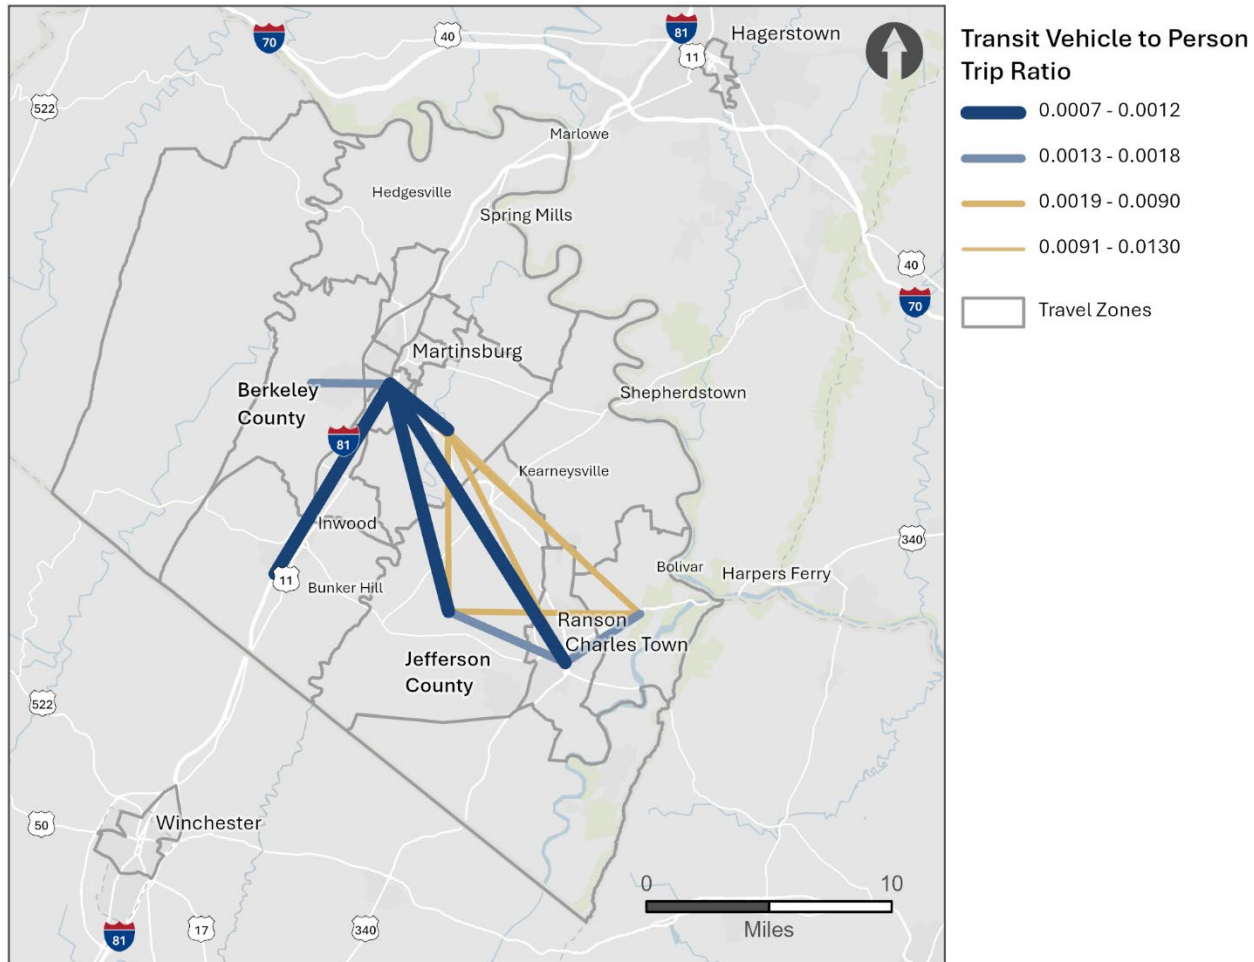 Transit Vehicle to Person
Trip Ratio
0.0007 - 0.0012
0.0013 - 0.0018
0.0019 - 0.0090
0.0091 - 0.0130
Travel Zones
70
40
81
11
Hagerstown
522
Marlowe
Hedgesville
Spring Mills
40
70
Martinsburg
Berkeley
County
Shepherdstown
81
Kearneysville
Inwood
340
11
Bunker Hill
Bolivar
Harpers Ferry
Ranson
Charles Town
Jefferson
County
522
50
Winchester
81
17
340
0
10
Miles